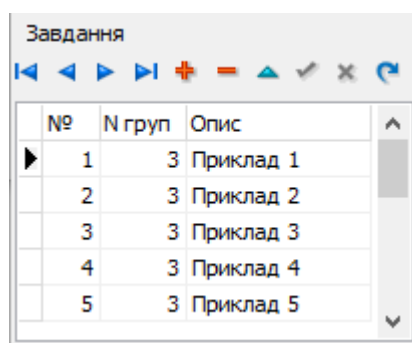 Завдання
№ N груп Опис
1 3 Приклад 1
2 3 Приклад 2
3 3 Приклад 3
4 3 Приклад 4
5 3 Приклад 5